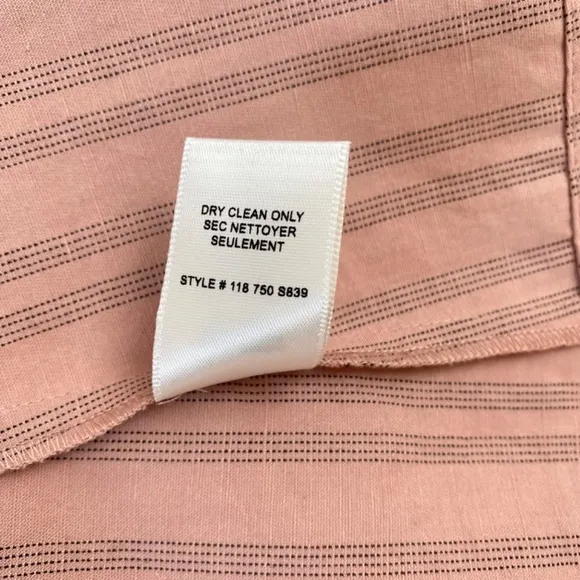 DRY CLEAN ONLY
SEC NETTOYER
SEULEMENT
STYLE # 118 750 S839